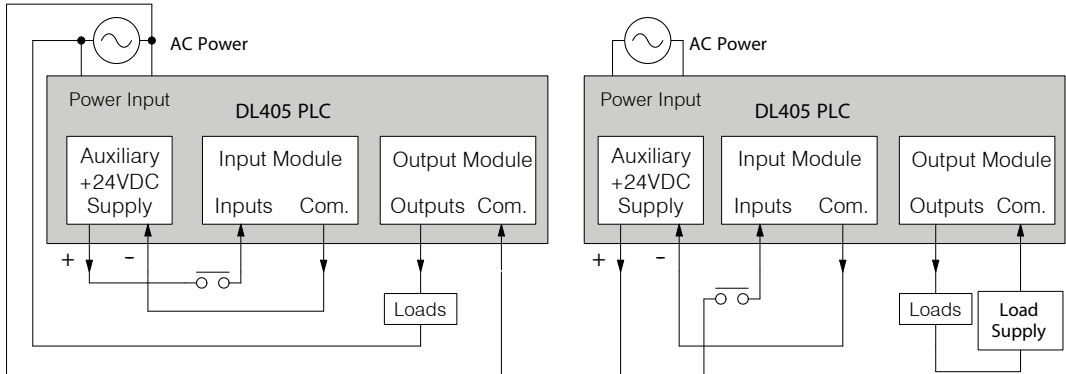 AC Power
Power Input
DL405 PLC
Auxiliary
+24VDC
Supply
Input Module
Inputs Com.
Output Module
Outputs Com.
+ -
Loads
AC Power
Power Input
DL405 PLC
Auxiliary
+24VDC
Supply
Input Module
Inputs Com.
Output Module
Outputs Com.
+ -
Loads
Load
Supply